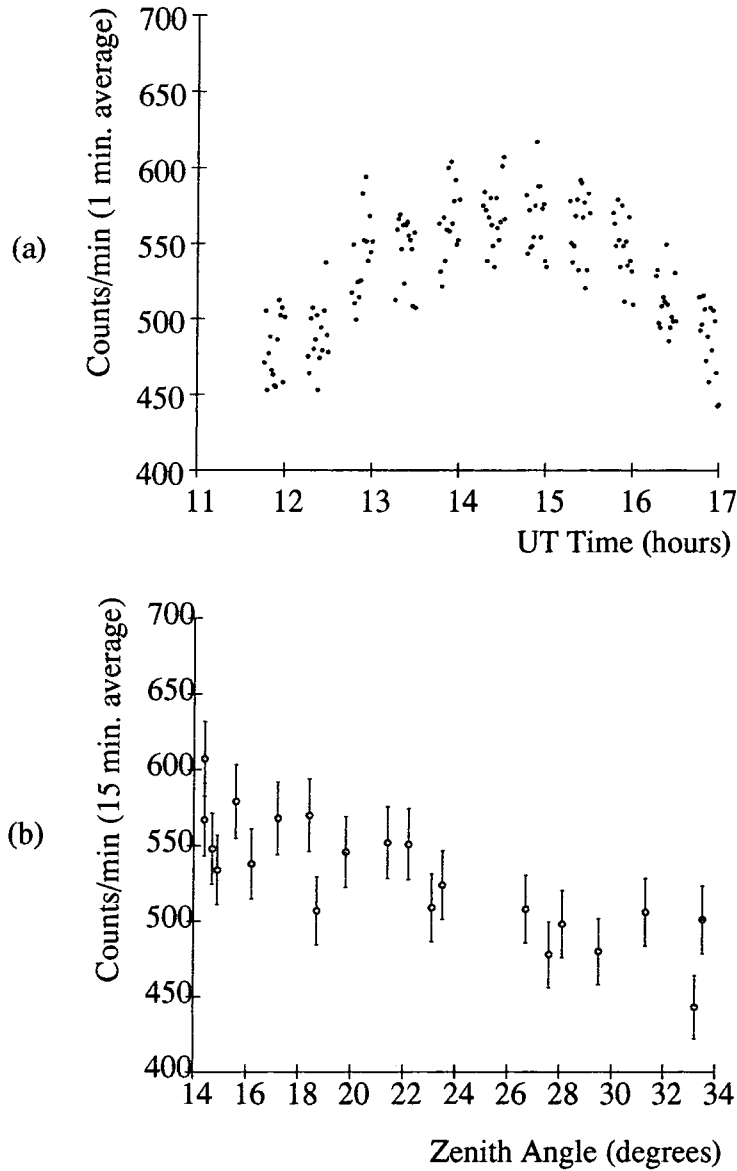 (a)
Counts/min (1 min. average)
700
650
600
550
500
450
400
11 12 13 14 15 16 17
UT Time (hours)
(b)
Counts/min (15 min. average)
700
650
600
550
500
450
400
14 16 18 20 22 24 26 28 30 32 34
Zenith Angle (degrees)